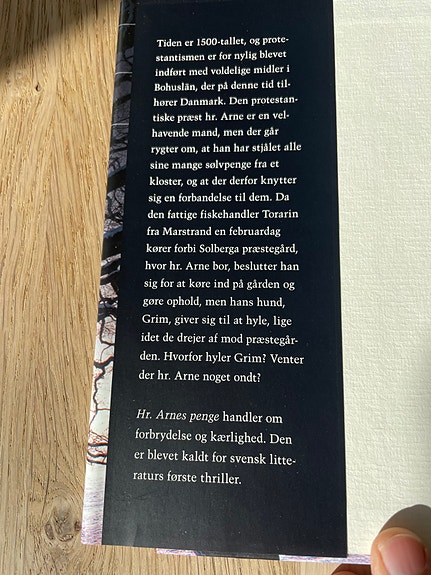 Tiden er 1500-tallet, og prote-
stantismen er for nylig blevet
indført med voldelige midler i
Bohuslän, der på denne tid til-
hører Danmark. Den protestan-
tiske præst hr. Arne er en vel-
havende mand, men der går
rygter om, at han har stjålet alle
sine mange sølvpenge fra et
kloster, og at der derfor knytter
sig en forbandelse til dem. Da
den fattige fiskehandler Torarin
fra Marstrand en februardag
kører forbi Solberga præstegård,
hvor hr. Arne bor, beslutter han
sig for at køre ind på gården og
gøre ophold, men hans hund,
Grim, giver sig til at hyle, lige
idet de drejer af mod præstegår-
den. Hvorfor hyler Grim? Venter
der hr. Arne noget ondt?
Hr. Arnes penge handler om
forbrydelse og kærlighed. Den
er blevet kaldt for svensk litte-
raturs første thriller.